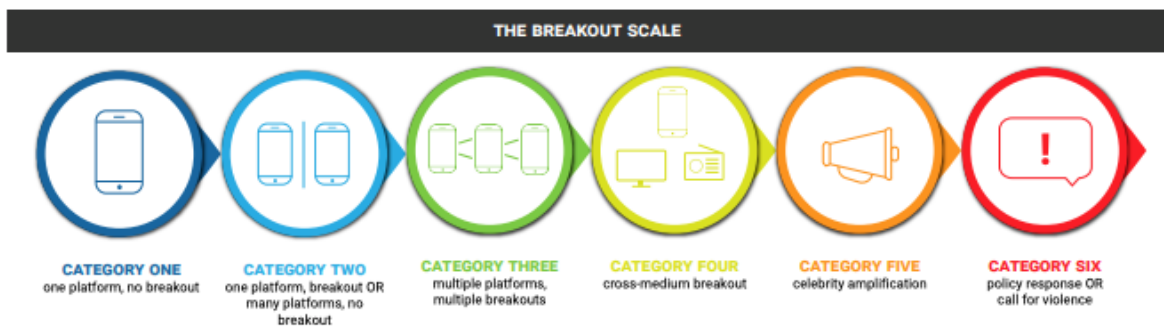 THE BREAKOUT SCALE
CATEGORY ONE
one platform, no breakout
CATEGORY TWO
one platform, breakout OR
many platforms, no
breakout
CATEGORY THREE
multiple platforms,
multiple breakouts
CATEGORY FOUR
cross-medium breakout
CATEGORY FIVE
celebrity amplification
!
CATEGORY SIX
policy response OR
call for violence